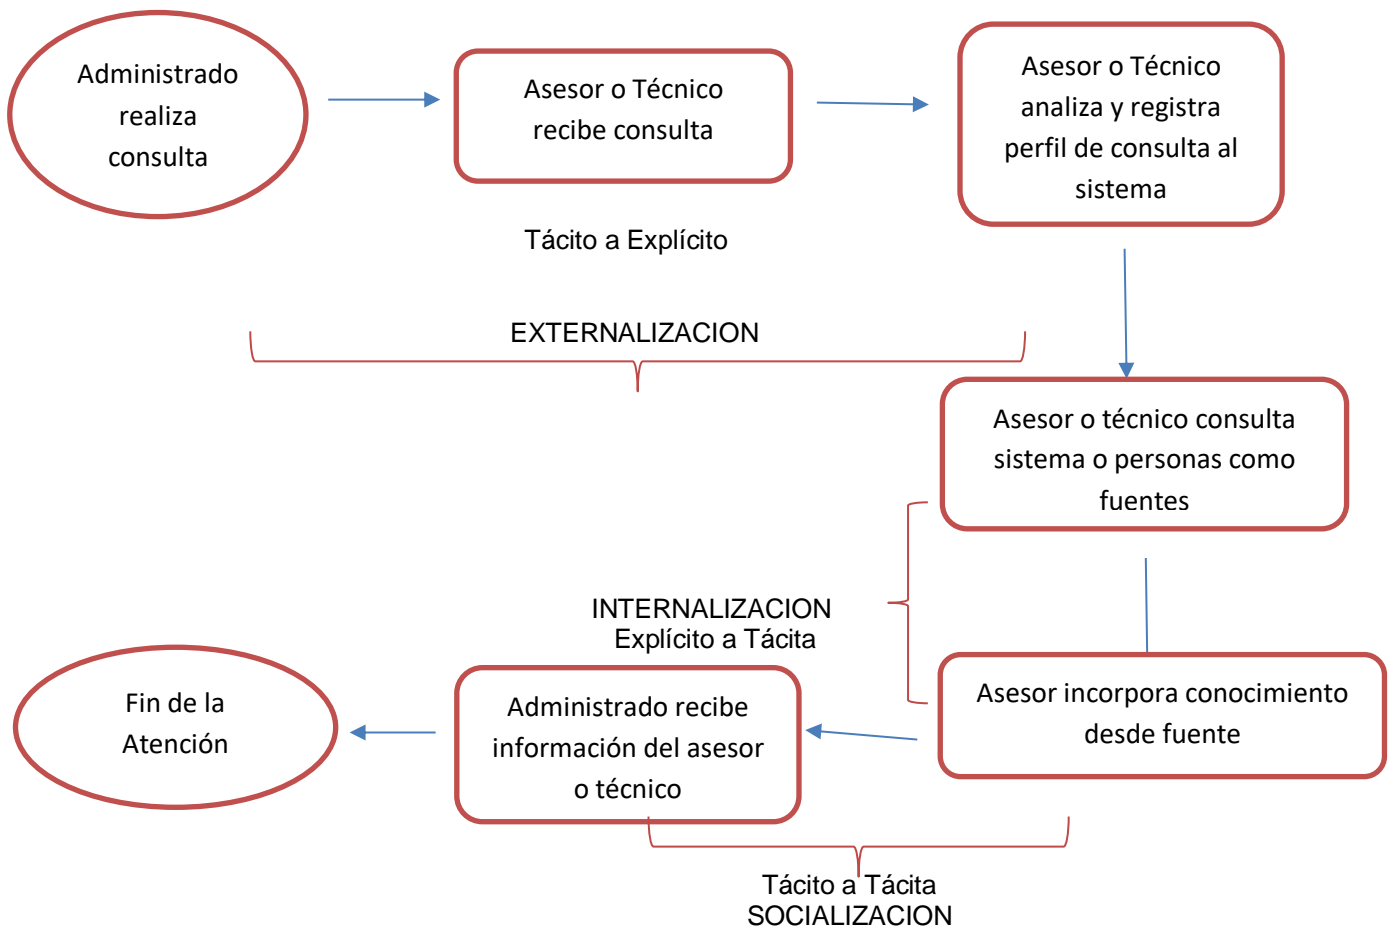 Administrado
realiza
consulta
Asesor o Técnico
recibe consulta
Asesor o Técnico
analiza y registra
perfil de consulta al
sistema
Tácito a Explícito
EXTERNALIZACION
Asesor o técnico consulta
sistema o personas como
fuentes
INTERNALIZACION
Explícito a Tácita
Asesor incorpora conocimiento
desde fuente
Administrado recibe
información del asesor
o técnico
Fin de la
Atención
Tácito a Tácita
SOCIALIZACION